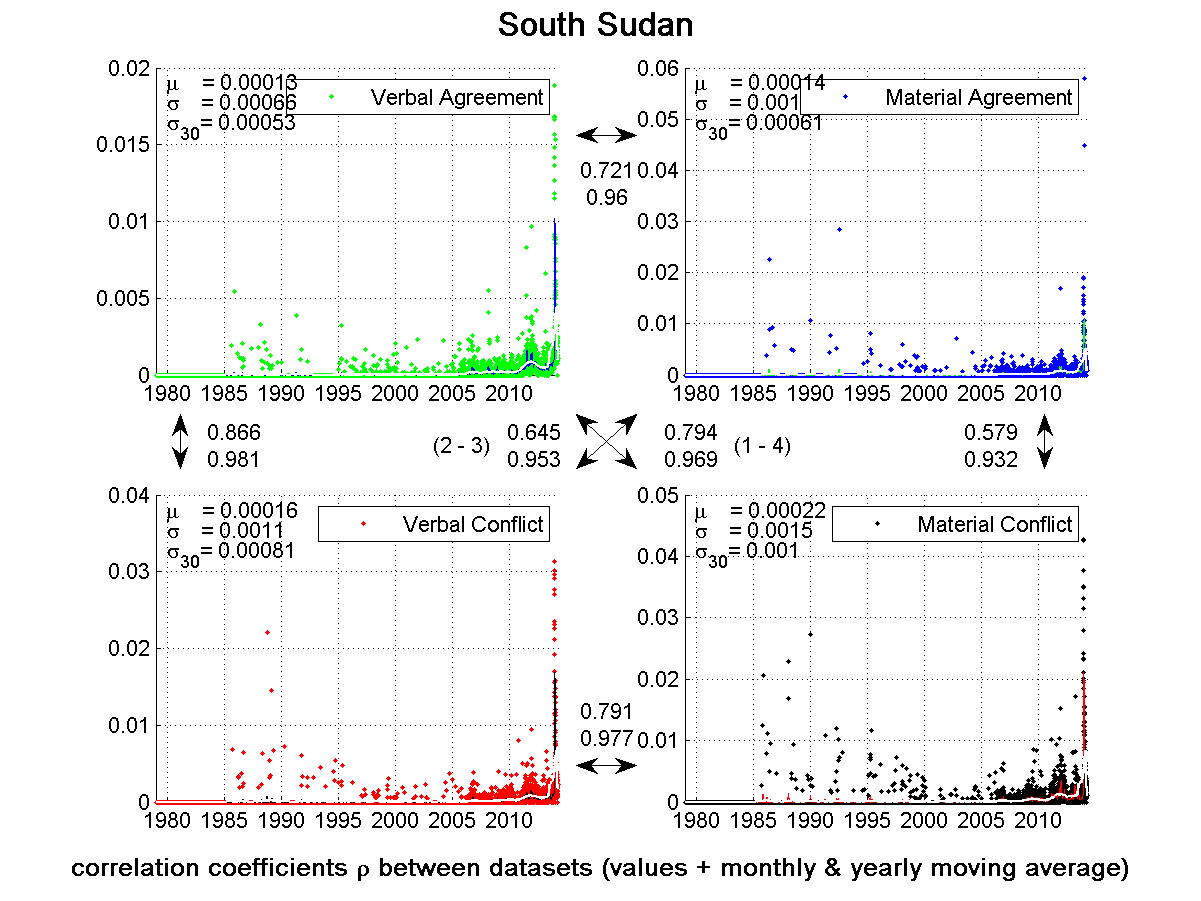 South Sudan
0.02
0.015
0.01
0.005
0
μ = 0.00013
σ = 0.00066
σ30= 0.00053
Verbal Agreement
1980 1985 1990 1995 2000 2005 2010
0.721
0.96
0.06
0.05
0.04
0.03
0.02
0.01
0
μ = 0.00014
σ = 0.001
σ30= 0.00061
Material Agreement
1980 1985 1990 1995 2000 2005 2010
0.866
0.981
(2 - 3)
0.645
0.953
0.794
0.969
(1 - 4)
0.579
0.932
0.04
0.03
0.02
0.01
0
μ = 0.00016
σ = 0.0011
σ30= 0.00081
Verbal Conflict
1980 1985 1990 1995 2000 2005 2010
0.791
0.977
0.05
0.04
0.03
0.02
0.01
0
μ = 0.00022
σ = 0.0015
σ30= 0.001
Material Conflict
1980 1985 1990 1995 2000 2005 2010
correlation coefficients ρ between datasets (values + monthly & yearly moving average)